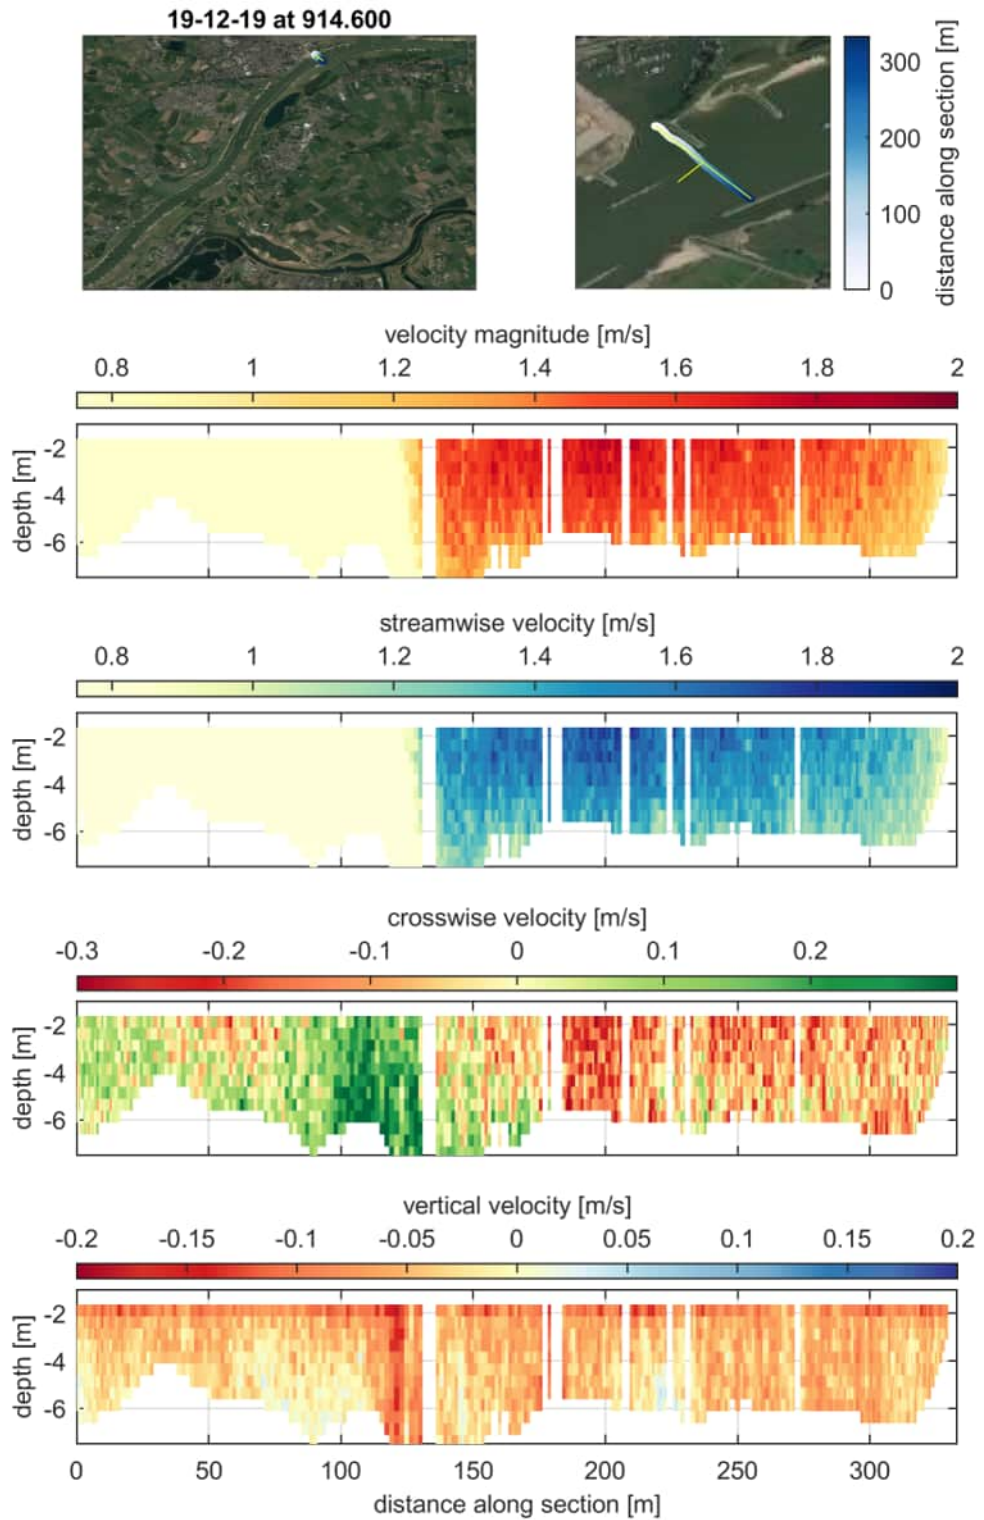 19-12-19 at 914.600
300
200
100
0
distance along section [m]
velocity magnitude [m/s]
0.8 1 1.2 1.4 1.6 1.8 2
-2
-4
-6
depth [m]
streamwise velocity [m/s]
0.8 1 1.2 1.4 1.6 1.8 2
-2
-4
-6
depth [m]
crosswise velocity [m/s]
-0.3 -0.2 -0.1 0 0.1 0.2
-2
-4
-6
depth [m]
vertical velocity [m/s]
-0.2 -0.15 -0.1 -0.05 0 0.05 0.1 0.15 0.2
-2
-4
-6
depth [m]
0 50 100 150 200 250 300
distance along section [m]